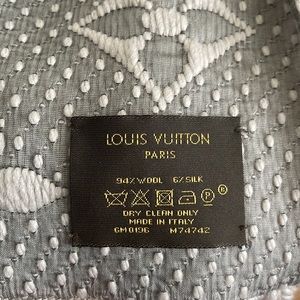 LOUIS VUITTON
PARIS
94% WOOL 6% SILK
P
DRY CLEAN ONLY
MADE IN ITALY
GM0196 M74742